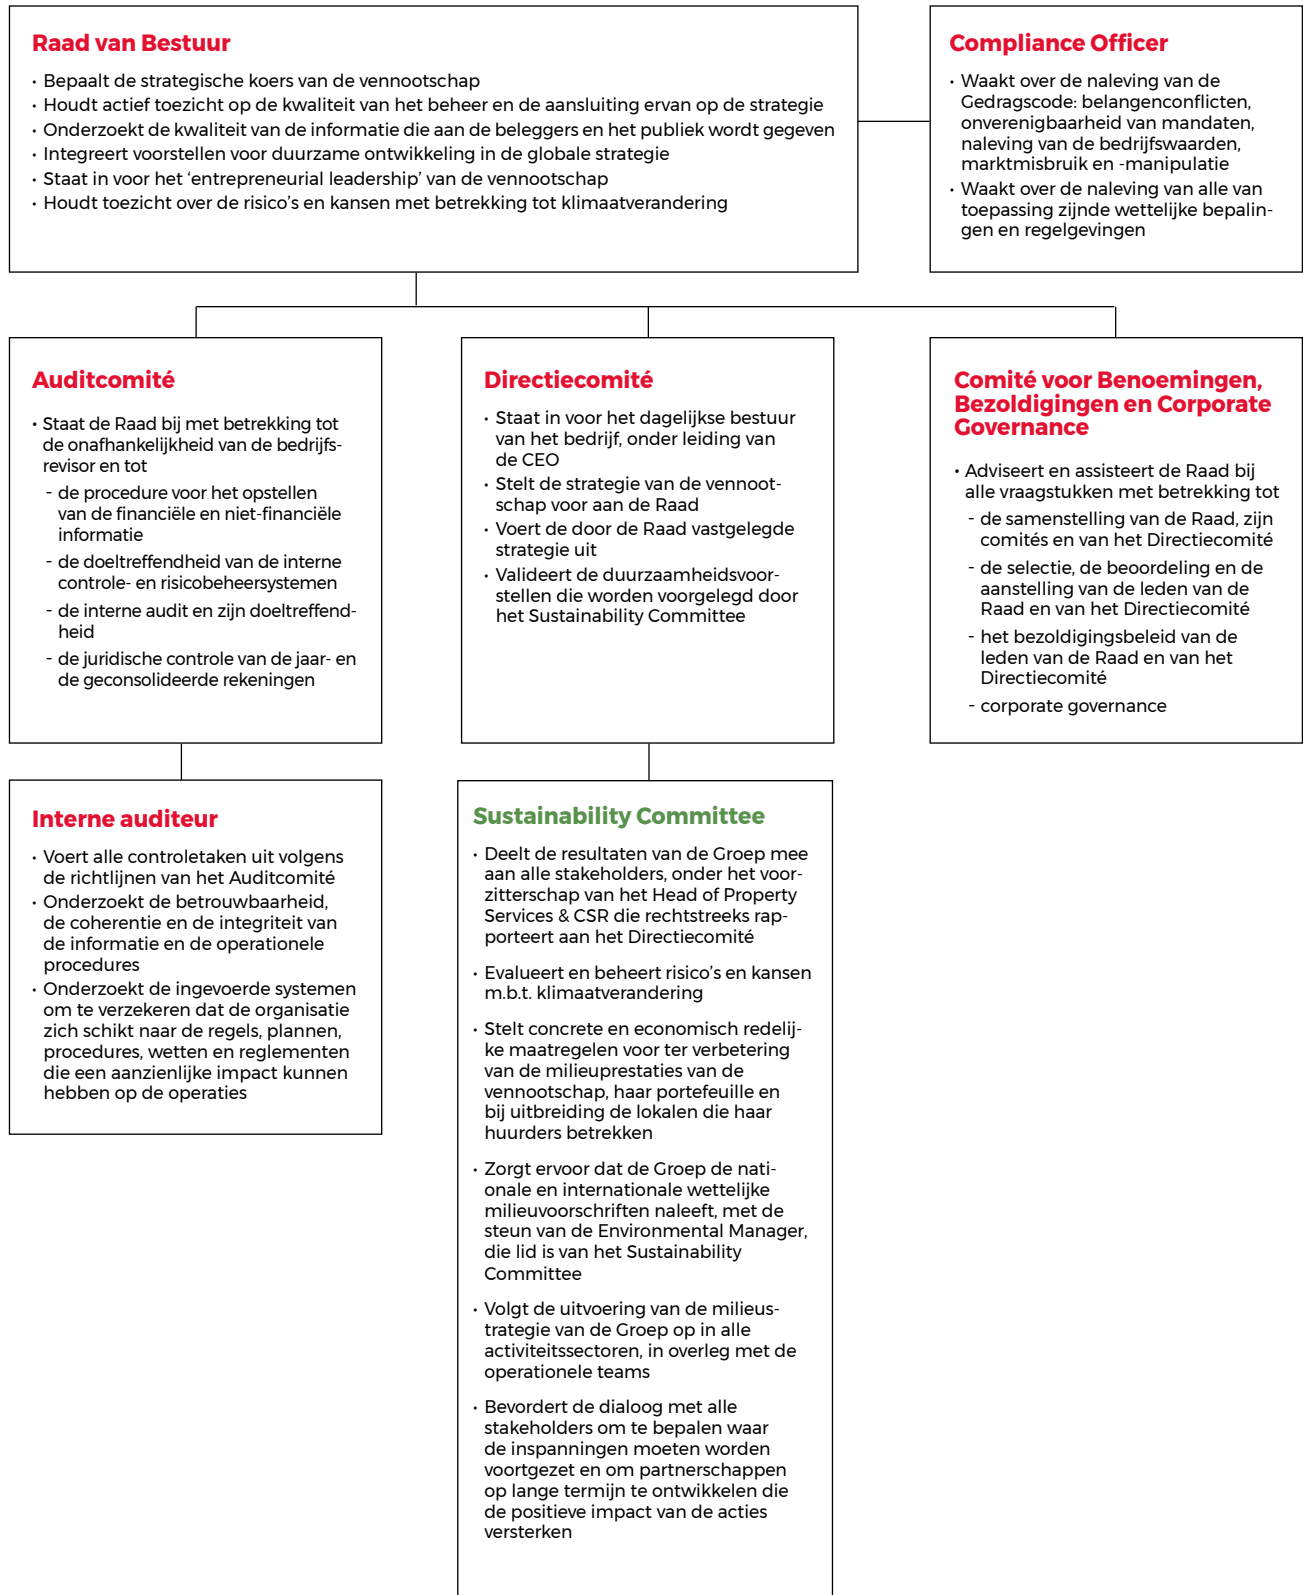 Raad van Bestuur
· Bepaalt de strategische koers van de vennootschap
· Houdt actief toezicht op de kwaliteit van het beheer en de aansluiting ervan op de strategie
· Onderzoekt de kwaliteit van de informatie die aan de beleggers en het publiek wordt gegeven
· Integreert voorstellen voor duurzame ontwikkeling in de globale strategie
· Staat in voor het ‘entrepreneurial leadership’ van de vennootschap
· Houdt toezicht over de risico’s en kansen met betrekking tot klimaatverandering
Compliance Officer
· Waakt over de naleving van de
Gedragscode: belangenconflicten,
onverenigbaarheid van mandaten,
naleving van de bedrijfswaarden,
marktmisbruik en -manipulatie
· Waakt over de naleving van alle van
toepassing zijnde wettelijke bepalin-
gen en regelgevingen
Auditcomité
· Staat de Raad bij met betrekking tot
de onafhankelijkheid van de bedrijfs-
revisor en tot
- de procedure voor het opstellen
van de financiële en niet-financiële
informatie
- de doeltreffendheid van de interne
controle- en risicobeheersystemen
- de interne audit en zijn doeltreffend-
heid
- de juridische controle van de jaar- en
de geconsolideerde rekeningen
Directiecomité
· Staat in voor het dagelijkse bestuur
van het bedrijf, onder leiding van
de CEO
· Stelt de strategie van de vennoot-
schap voor aan de Raad
· Voert de door de Raad vastgelegde
strategie uit
· Valideert de duurzaamheidsvoor-
stellen die worden voorgelegd door
het Sustainability Committee
Comité voor Benoemingen,
Bezoldigingen en Corporate
Governance
· Adviseert en assisteert de Raad bij
alle vraagstukken met betrekking tot
- de samenstelling van de Raad, zijn
comités en van het Directiecomité
- de selectie, de beoordeling en de
aanstelling van de leden van de
Raad en van het Directiecomité
- het bezoldigingsbeleid van de
leden van de Raad en van het
Directiecomité
- corporate governance
Interne auditeur
· Voert alle controletaken uit volgens
de richtlijnen van het Auditcomité
· Onderzoekt de betrouwbaarheid,
de coherentie en de integriteit van
de informatie en de operationele
procedures
· Onderzoekt de ingevoerde systemen
om te verzekeren dat de organisatie
zich schikt naar de regels, plannen,
procedures, wetten en reglementen
die een aanzienlijke impact kunnen
hebben op de operaties
Sustainability Committee
· Deelt de resultaten van de Groep mee
aan alle stakeholders, onder het voor-
zitterschap van het Head of Property
Services & CSR die rechtstreeks rap-
porteert aan het Directiecomité
· Evalueert en beheert risico’s en kansen
m.b.t. klimaatverandering
· Stelt concrete en economisch redelij-
ke maatregelen voor ter verbetering
van de milieuprestaties van de
vennootschap, haar portefeuille en
bij uitbreiding de lokalen die haar
huurders betrekken
· Zorgt ervoor dat de Groep de nati-
onale en internationale wettelijke
milieuvoorschriften naleeft, met de
steun van de Environmental Manager,
die lid is van het Sustainability
Committee
· Volgt de uitvoering van de milieus-
trategie van de Groep op in alle
activiteitssectoren, in overleg met de
operationele teams
· Bevordert de dialoog met alle
stakeholders om te bepalen waar
de inspanningen moeten worden
voortgezet en om partnerschappen
op lange termijn te ontwikkelen die
de positieve impact van de acties
versterken